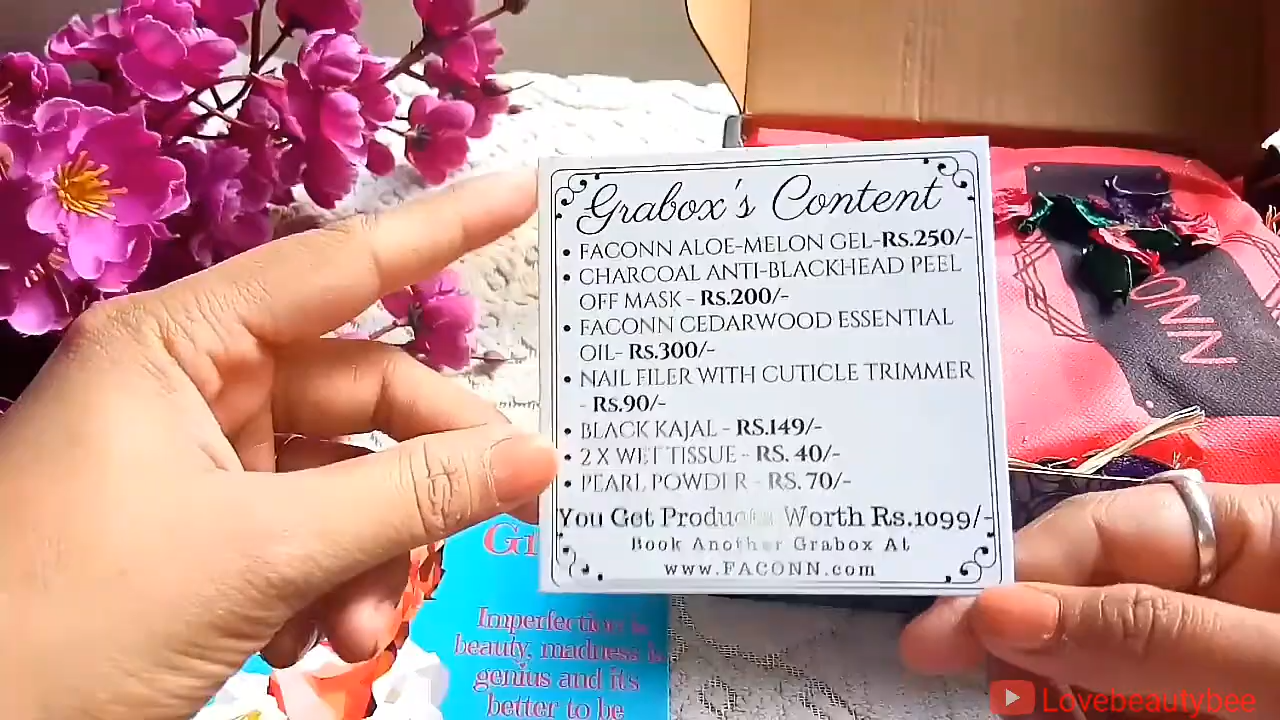 Grabox's Content
• FACONN ALOE-MELON GEL-Rs.250/-
• CHARCOAL ANTI-BLACKHEAD PEEL
OFF MASK - Rs.200/-
• FACONN CEDARWOOD ESSENTIAL
OIL- Rs.300/-
• NAIL FILER WITH CUTICLE TRIMMER
- Rs.90/-
• BLACK KAJAL - RS.149/-
• 2 X WET TISSUE - RS. 40/-
• PEARL POWDER - RS. 70/-
You Get Products Worth Rs.1099/-
Book Another Grabox At
www.FACONN.com
Imperfection is
beauty, madness is
genius and its
better to be
Lovebeautybee